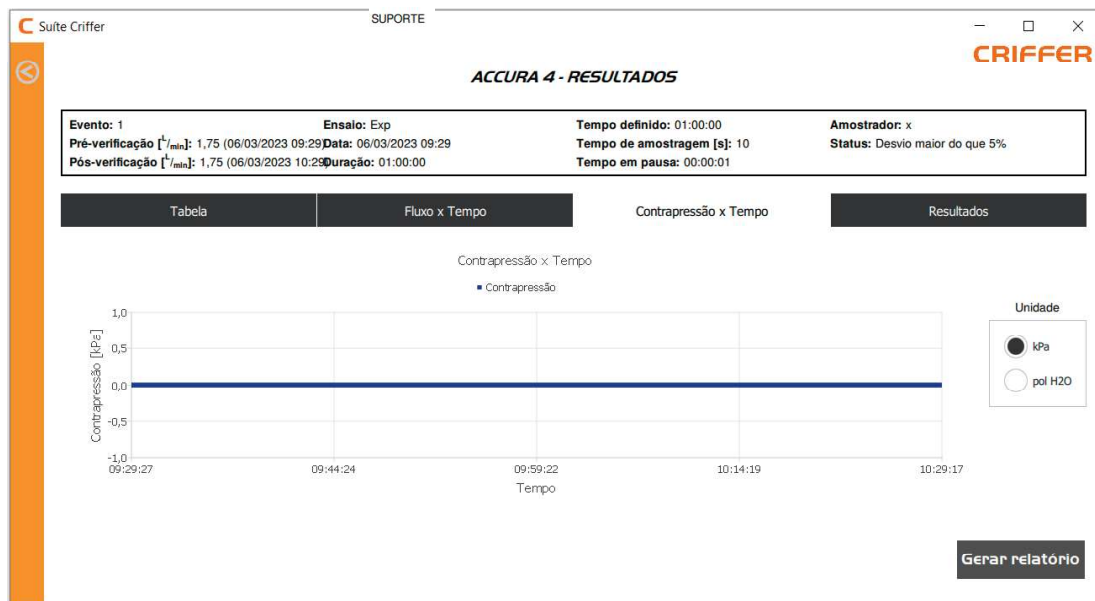 C Suíte Criffer
SUPORTE
CRIFFER
ACCURA 4 - RESULTADOS
Evento: 1 Ensaio: Exp Tempo definido: 01:00:00 Amostrador: x
Pré-verificação [L/min]: 1,75 (06/03/2023 09:29) Data: 06/03/2023 09:29 Tempo de amostragem [s]: 10 Status: Desvio maior do que 5%
Pós-verificação [L/min]: 1,75 (06/03/2023 10:29) Duração: 01:00:00 Tempo em pausa: 00:00:01
Tabela Fluxo x Tempo Contrapressão x Tempo Resultados
Contrapressão x Tempo
Contrapressão
Unidade
kPa
pol H2O
Contrapressão [kPa]
1,0
0,5
0,0
-0,5
-1,0
09:29:27 09:44:24 09:59:22 10:14:19 10:29:17
Tempo
Gerar relatório